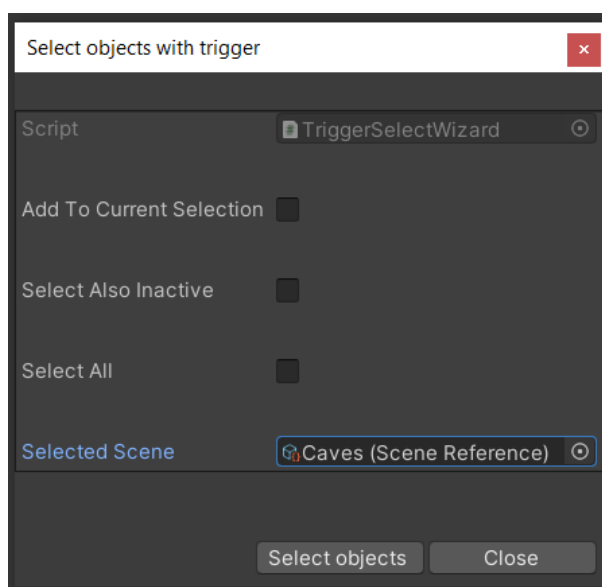 Select objects with trigger
Script TriggerSelectWizard
Add To Current Selection
Select Also Inactive
Select All
Selected Scene Caves (Scene Reference)
Select objects Close